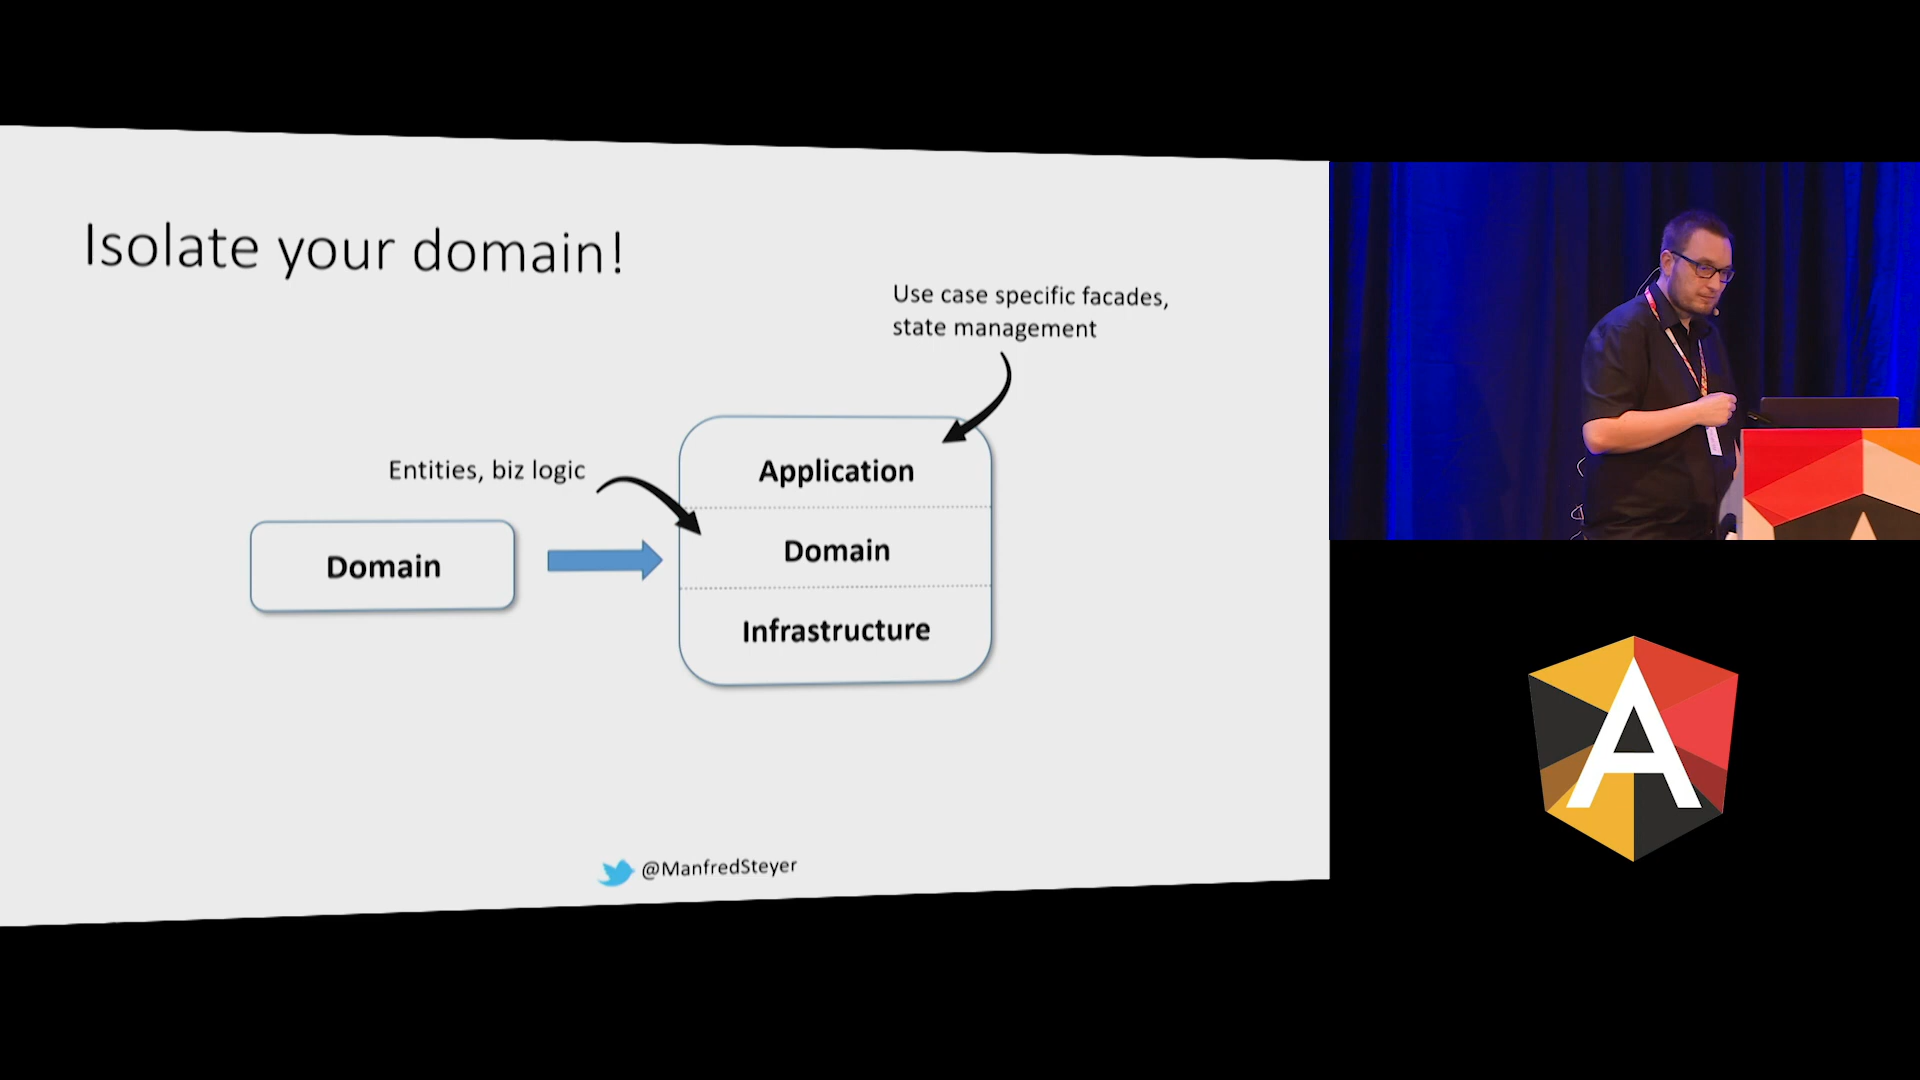 Isolate your domain!
Use case specific facades,
state management
Entities, biz logic
Application
Domain
Domain
Infrastructure
@ManfredSteyer
A